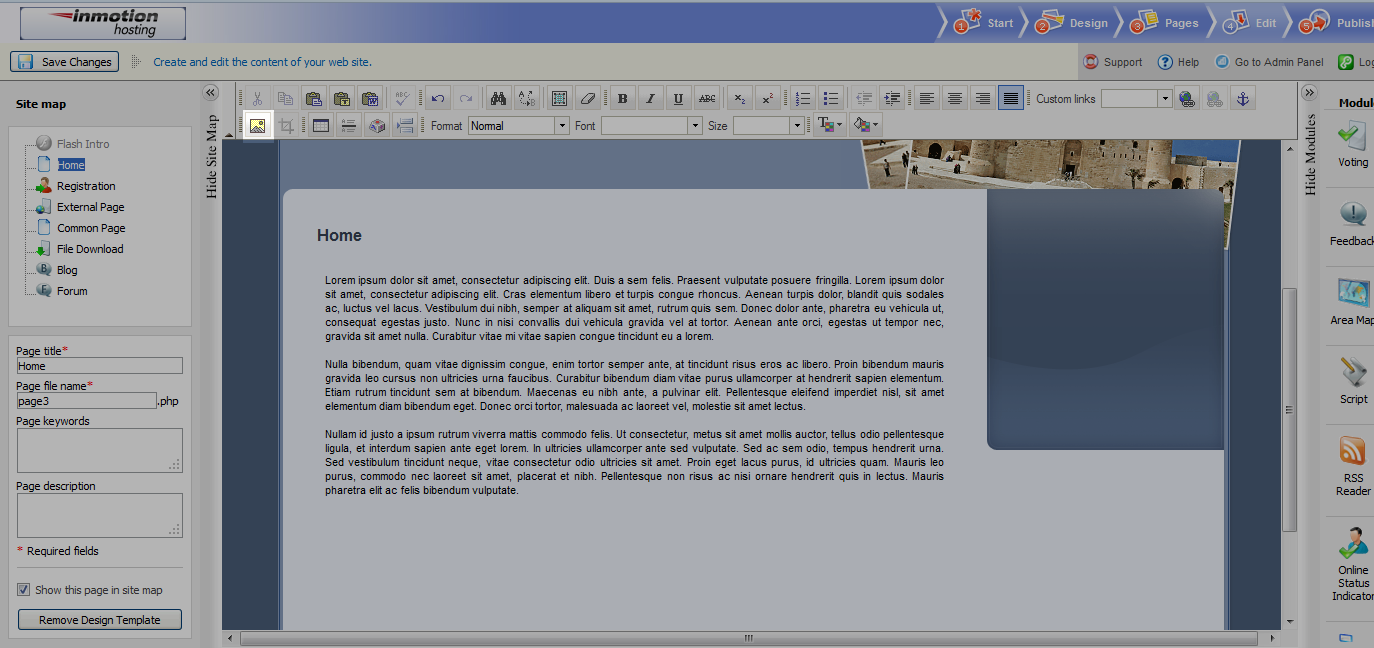 inmotion
hosting
1 Start
2 Design
3 Pages
4 Edit
5 Publish
Save Changes
Create and edit the content of your web site.
Support
Help
Go to Admin Panel
Log
Site map
Flash Intro
Home
Registration
External Page
Common Page
File Download
Blog
Forum
Page title*
Home
Page file name*
page3 .php
Page keywords
Page description
* Required fields
Show this page in site map
Remove Design Template
Hide Site Map
B I U ABC x2 x2
Custom links
Format Normal Font Size
Home
Lorem ipsum dolor sit amet, consectetur adipiscing elit. Duis a sem felis. Praesent vulputate posuere fringilla. Lorem ipsum dolor
sit amet, consectetur adipiscing elit. Cras elementum libero et turpis congue rhoncus. Aenean turpis dolor, blandit quis sodales
ac, luctus vel lacus. Vestibulum dui nibh, semper at aliquam sit amet, rutrum quis sem. Donec dolor ante, pharetra eu vehicula ut,
consequat egestas justo. Nunc in nisi convallis dui vehicula gravida vel at tortor. Aenean ante orci, egestas ut tempor nec,
gravida sit amet nulla. Curabitur vitae mi vitae sapien congue tincidunt eu a lorem.
Nulla bibendum, quam vitae dignissim congue, enim tortor semper ante, at tincidunt risus eros ac libero. Proin bibendum mauris
gravida leo cursus non ultricies urna faucibus. Curabitur bibendum diam vitae purus ullamcorper at hendrerit sapien elementum.
Etiam rutrum tincidunt sem at bibendum. Maecenas eu nibh ante, a pulvinar elit. Pellentesque eleifend imperdiet nisl, sit amet
elementum diam bibendum eget. Donec orci tortor, malesuada ac laoreet vel, molestie sit amet lectus.
Nullam id justo a ipsum rutrum viverra mattis commodo felis. Ut consectetur, metus sit amet mollis auctor, tellus odio pellentesque
ligula, et interdum sapien ante eget lorem. In ultricies ullamcorper ante sed vulputate. Sed ac sem odio, tempus hendrerit urna.
Sed vestibulum tincidunt neque, vitae consectetur odio ultricies sit amet. Proin eget lacus purus, id ultricies quam. Mauris leo
purus, commodo nec laoreet sit amet, placerat et nibh. Pellentesque non risus ac nisi ornare hendrerit quis in lectus. Mauris
pharetra elit ac felis bibendum vulputate.
Hide Modules
Modul
Voting
Feedback
Area Map
Script
RSS
Reader
Online
Status
Indicator